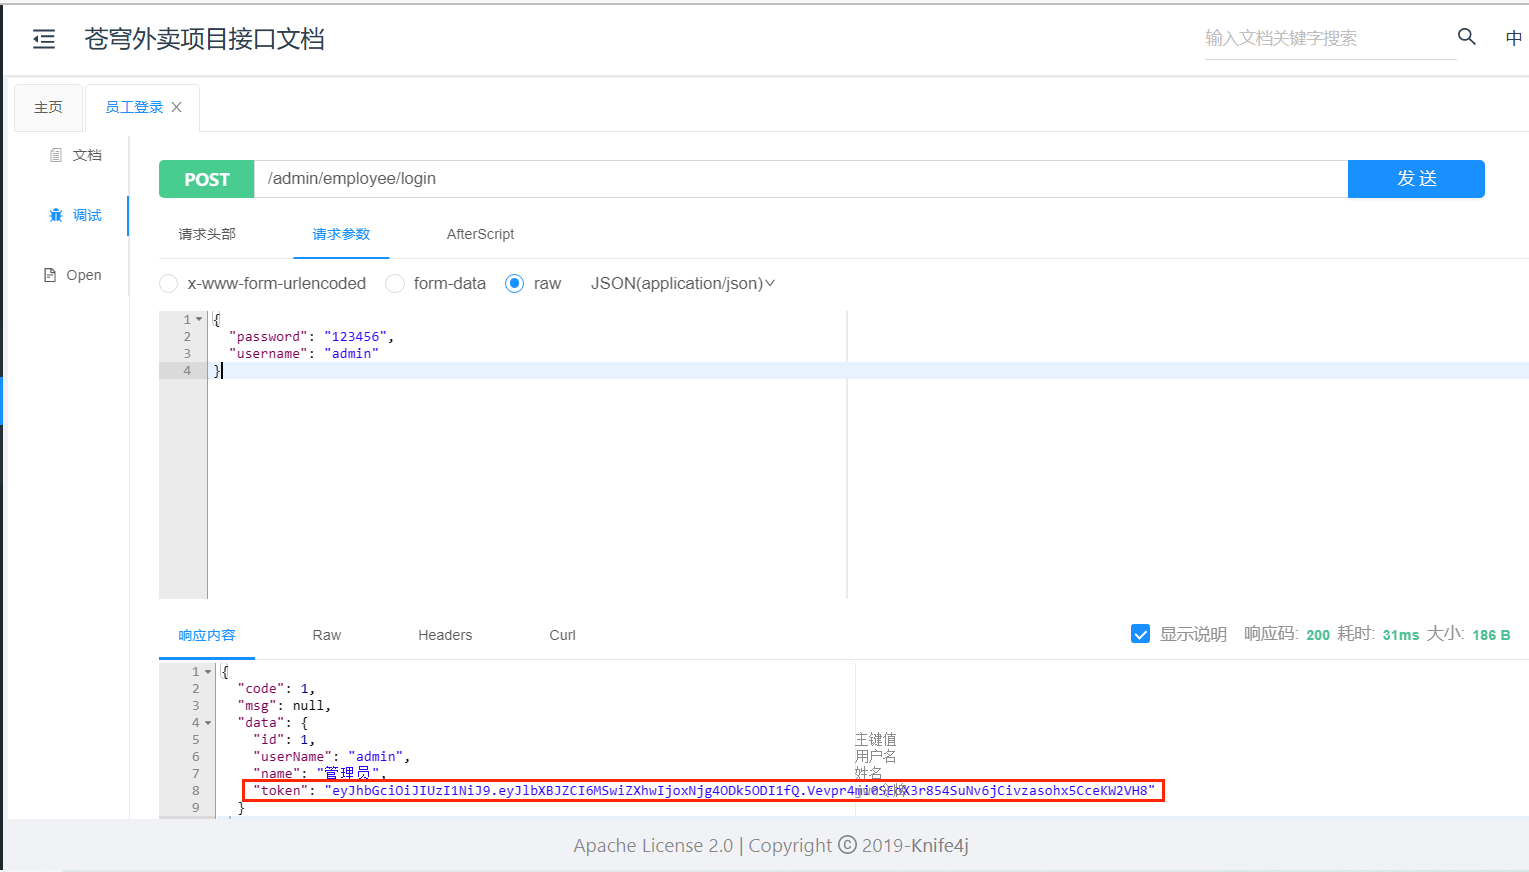 苍穹外卖项目接口文档
输入文档关键字搜索
中
主页
员工登录
文档
调试
Open
POST
/admin/employee/login
发 送
请求头部
请求参数
AfterScript
x-www-form-urlencoded
form-data
raw
JSON(application/json)
1 {
2 "password": "123456",
3 "username": "admin"
4 }
响应内容
Raw
Headers
Curl
显示说明
响应码: 200 耗时: 31ms 大小: 186 B
1 {
2 "code": 1,
3 "msg": null,
4 "data": {
5 "id": 1,
主键值
6 "userName": "admin",
用户名
7 "name": "管理员",
姓名
8 "token":
9 }
Apache License 2.0 | Copyright © 2019-Knife4j